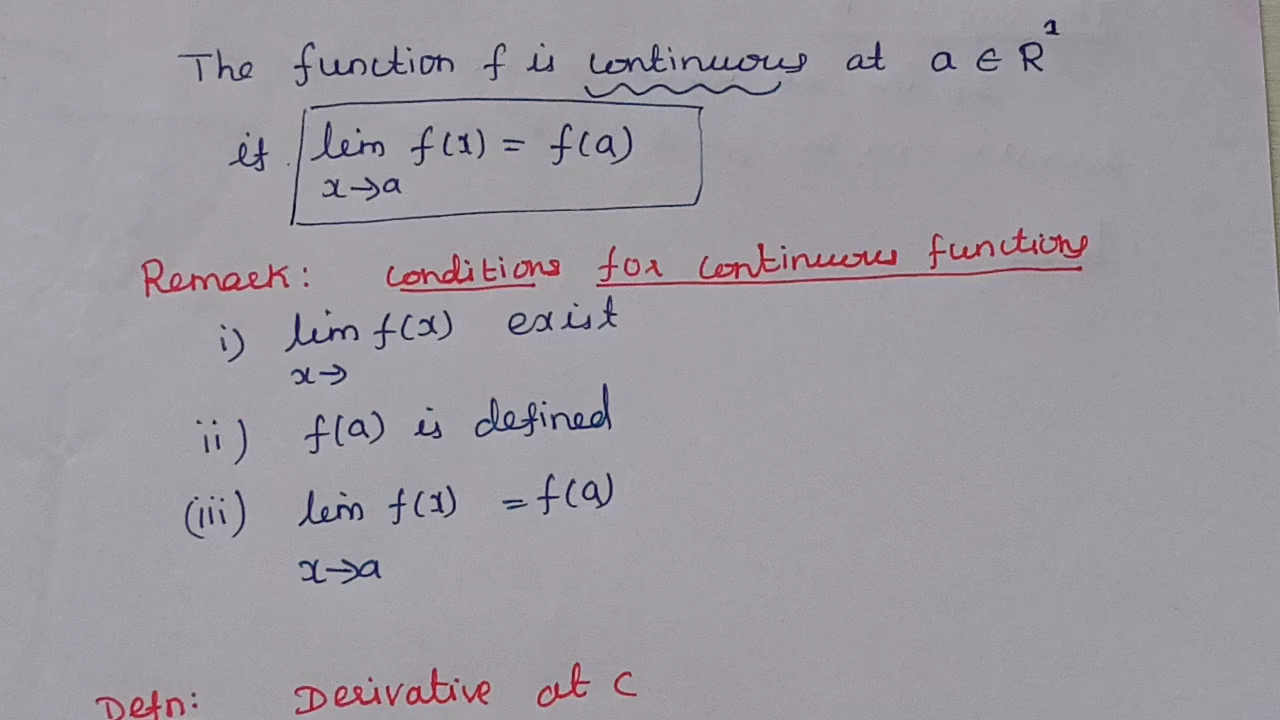 The function f is continuous at a ∈ R¹
if lim f(x) = f(a)
x→a
Remark: conditions for continuous functions
i) lim f(x) exist
x→
ii) f(a) is defined
(iii) lim f(x) = f(a)
x→a
Defn: Derivative at c